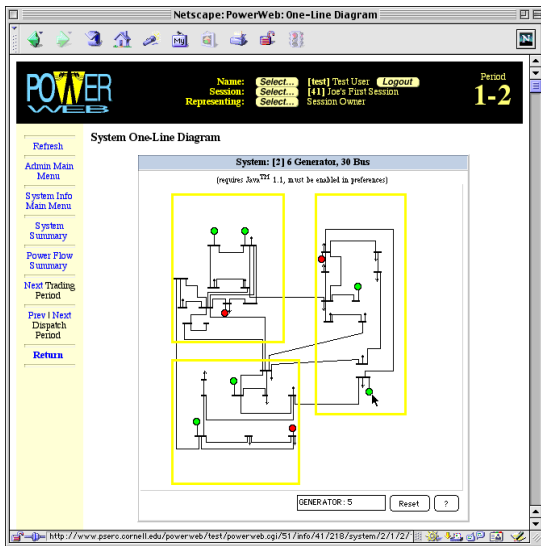 Netscape: PowerWeb: One-Line Diagram
My
N
POWER
WEB
Name: Select... [test] Test User Logout
Session: Select... [41] Joe's First Session
Representing: Select... Session Owner
Period
1-2
Refresh
Admin Main
Menu
System Info
Main Menu
System
Summary
Power Flow
Summary
Next Trading
Period
Prev | Next
Dispatch
Period
Return
System One-Line Diagram
System: [2] 6 Generator, 30 Bus
(requires Java™ 1.1, must be enabled in preferences)
GENERATOR: 5
Reset
?
http://www.pserc.cornell.edu/powerweb/test/powerweb.cgi/51/info/41/218/system/2/1/2/